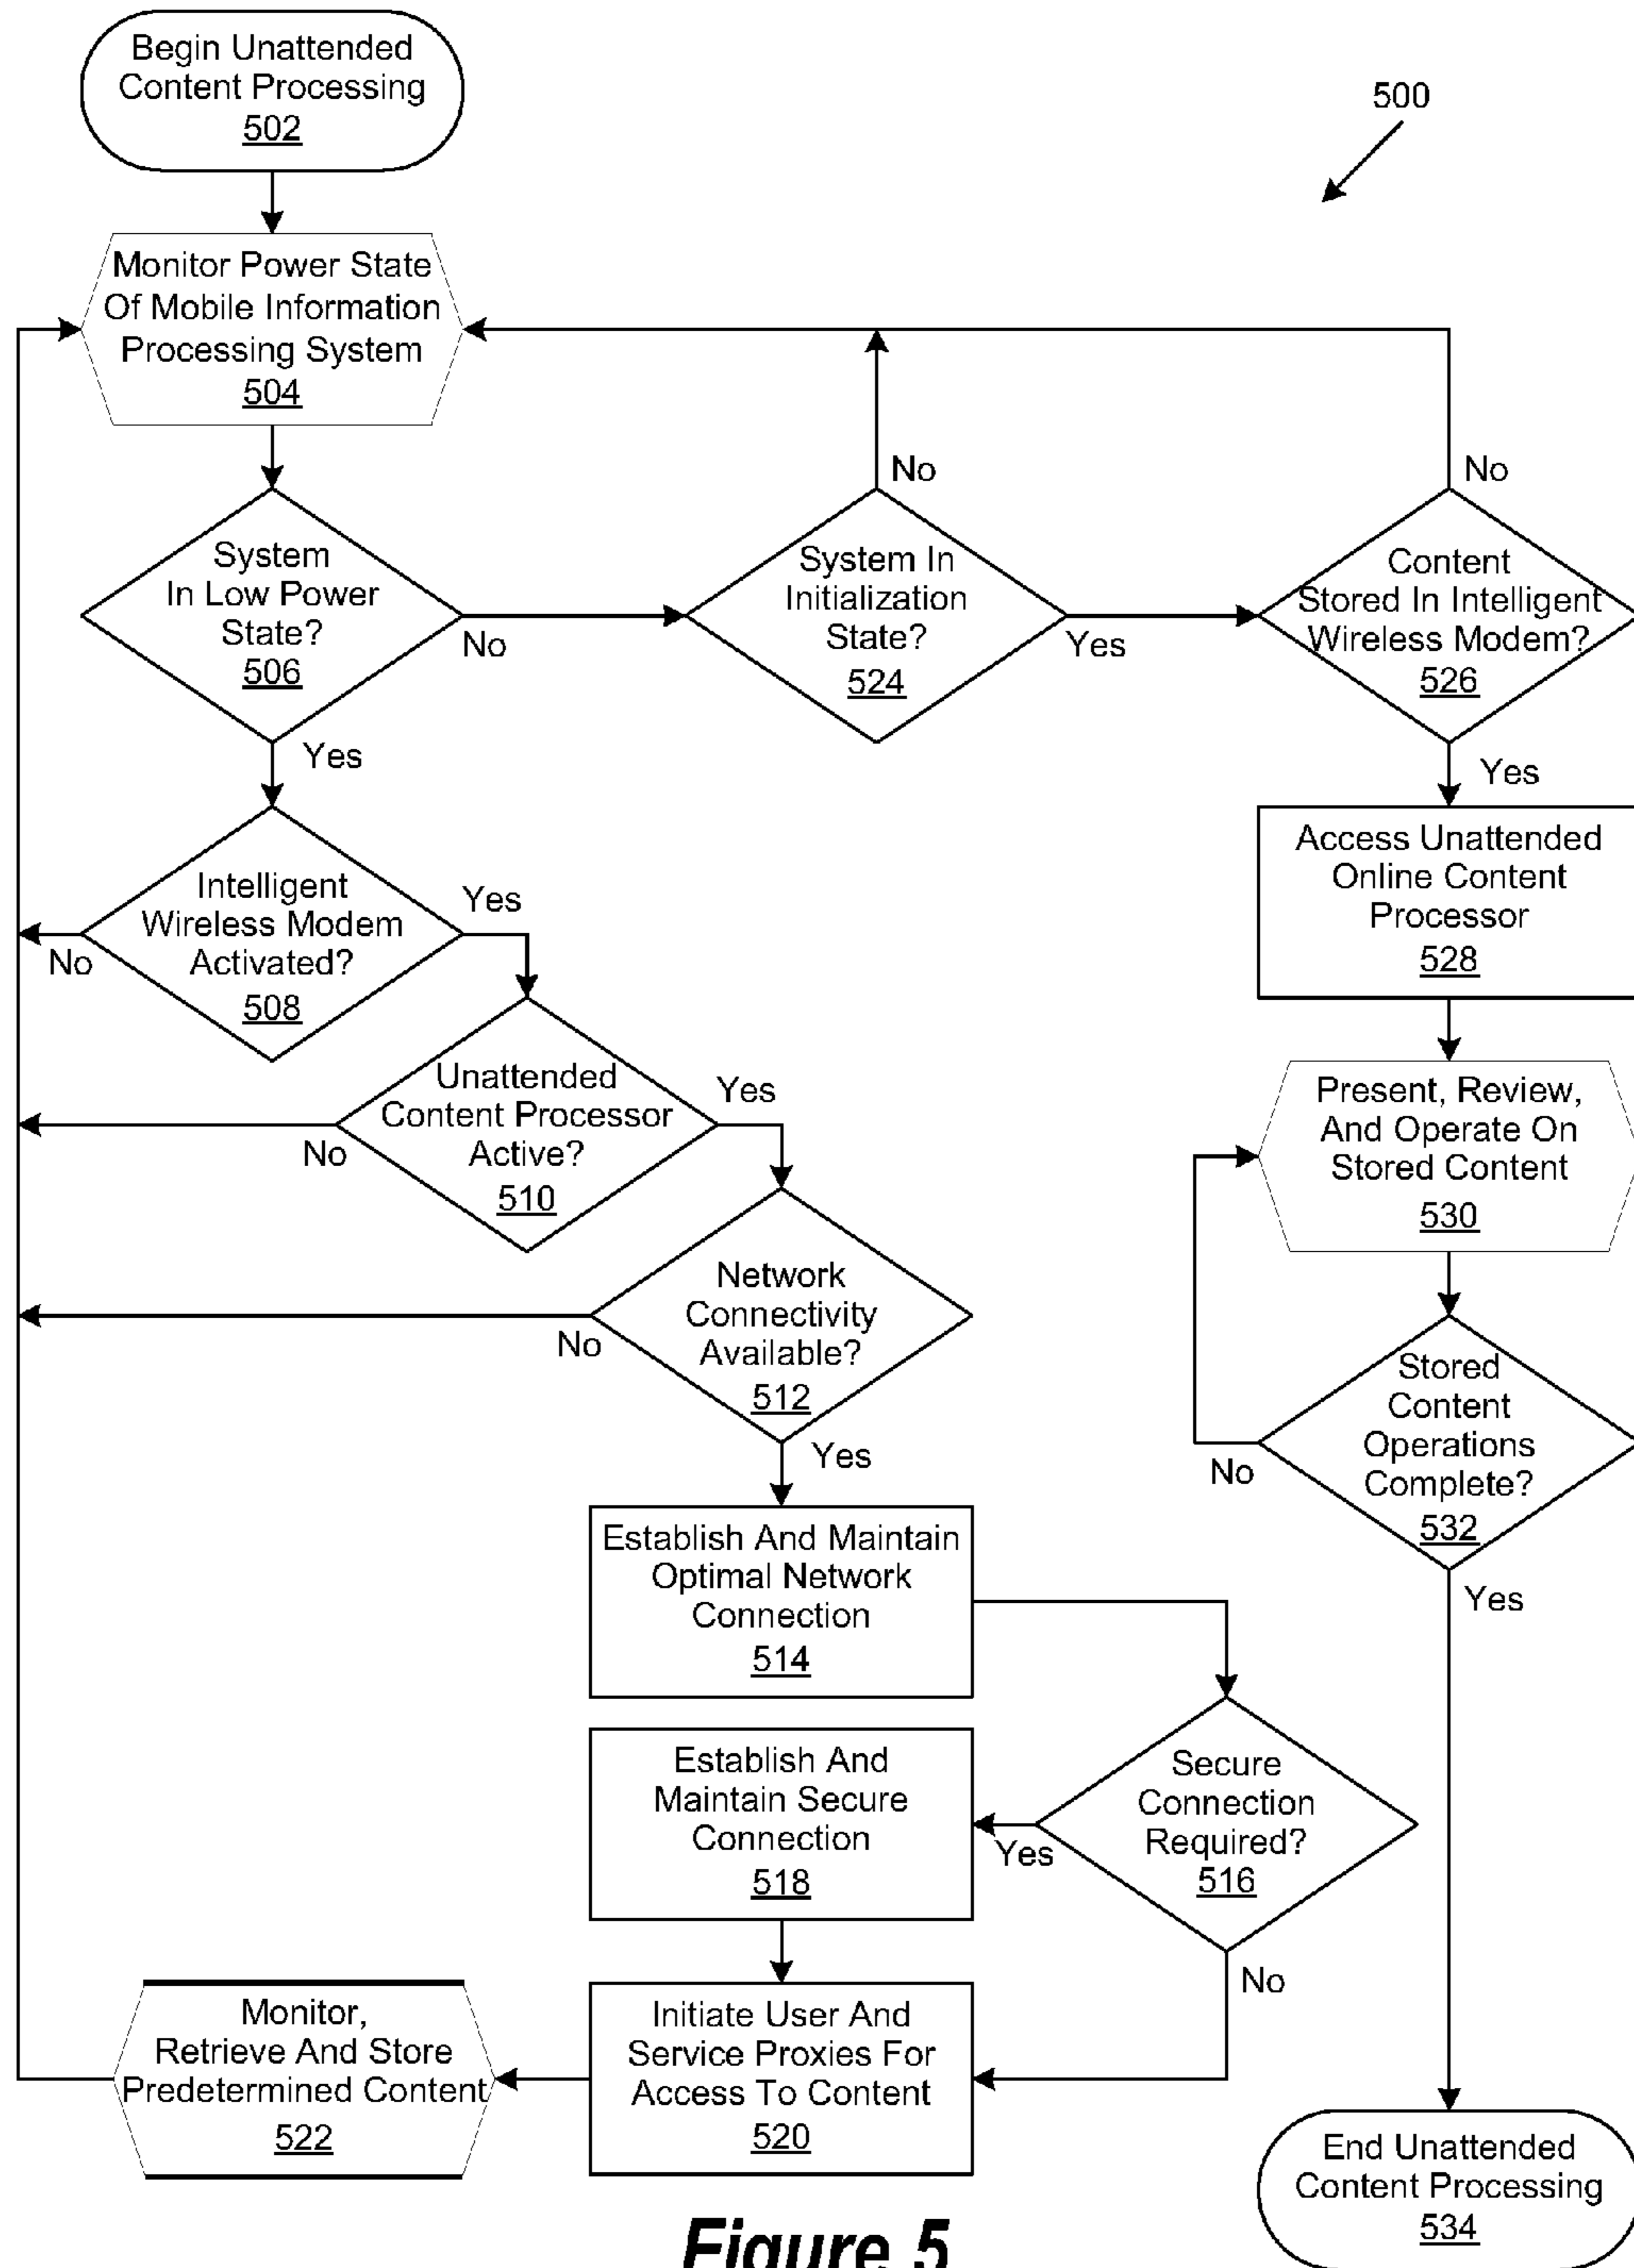 Begin Unattended
Content Processing
502
500
Monitor Power State
Of Mobile Information
Processing System
504
System
In Low Power
State?
506
No
Yes
System In
Initialization
State?
524
No
Yes
Content
Stored In Intelligent
Wireless Modem?
526
No
Yes
Intelligent
Wireless Modem
Activated?
508
No
Yes
Access Unattended
Online Content
Processor
528
Unattended
Content Processor
Active?
510
No
Yes
Present, Review,
And Operate On
Stored Content
530
Network
Connectivity
Available?
512
No
Yes
Stored
Content
Operations
Complete?
532
No
Yes
Establish And Maintain
Optimal Network
Connection
514
Secure
Connection
Required?
516
Yes
No
Establish And
Maintain Secure
Connection
518
Initiate User And
Service Proxies For
Access To Content
520
Monitor,
Retrieve And Store
Predetermined Content
522
End Unattended
Content Processing
534
Figure 5